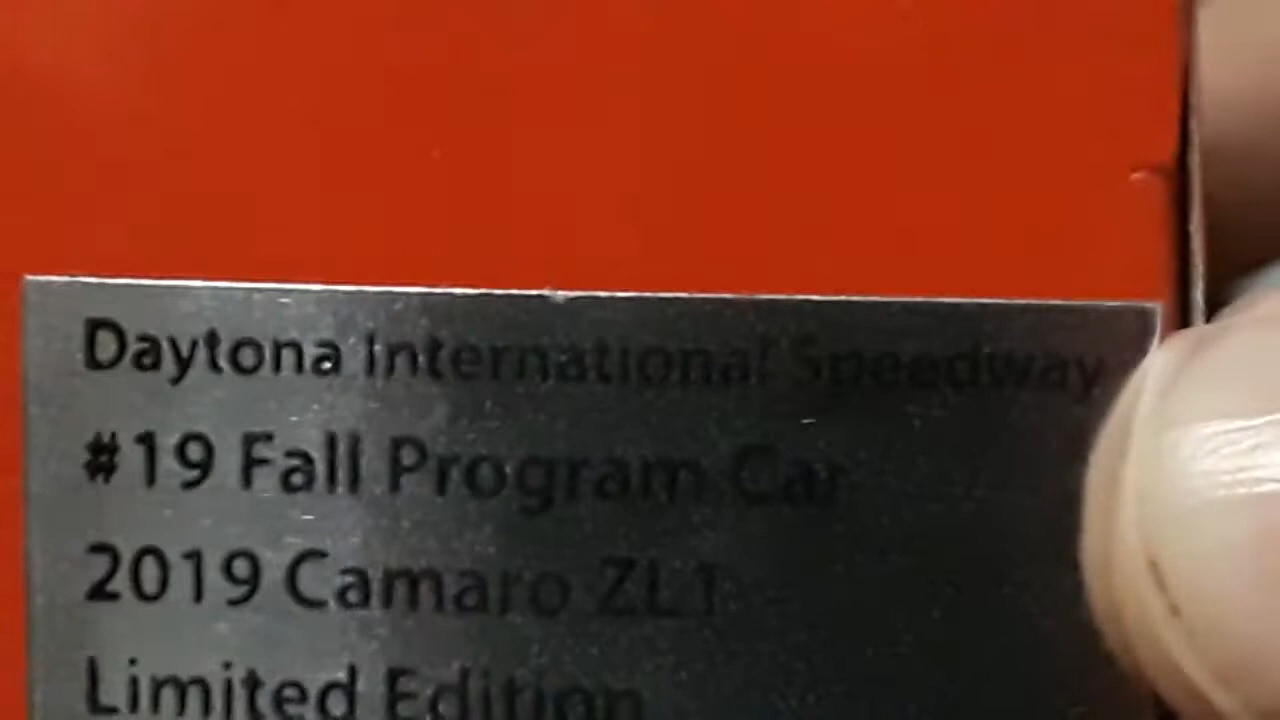 Daytona International Speedway
#19 Fall Program Car
2019 Camaro ZL1
Limited Edition